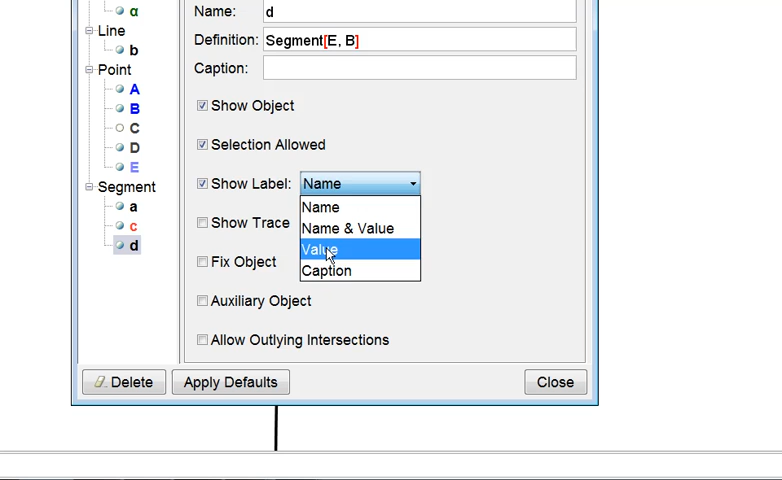 α
Line
b
Point
A
B
C
D
E
Segment
a
c
d
Name: d
Definition: Segment[E, B]
Caption:
Show Object
Selection Allowed
Show Label: Name
Name
Name & Value
Value
Caption
Show Trace
Fix Object
Auxiliary Object
Allow Outlying Intersections
Delete
Apply Defaults
Close